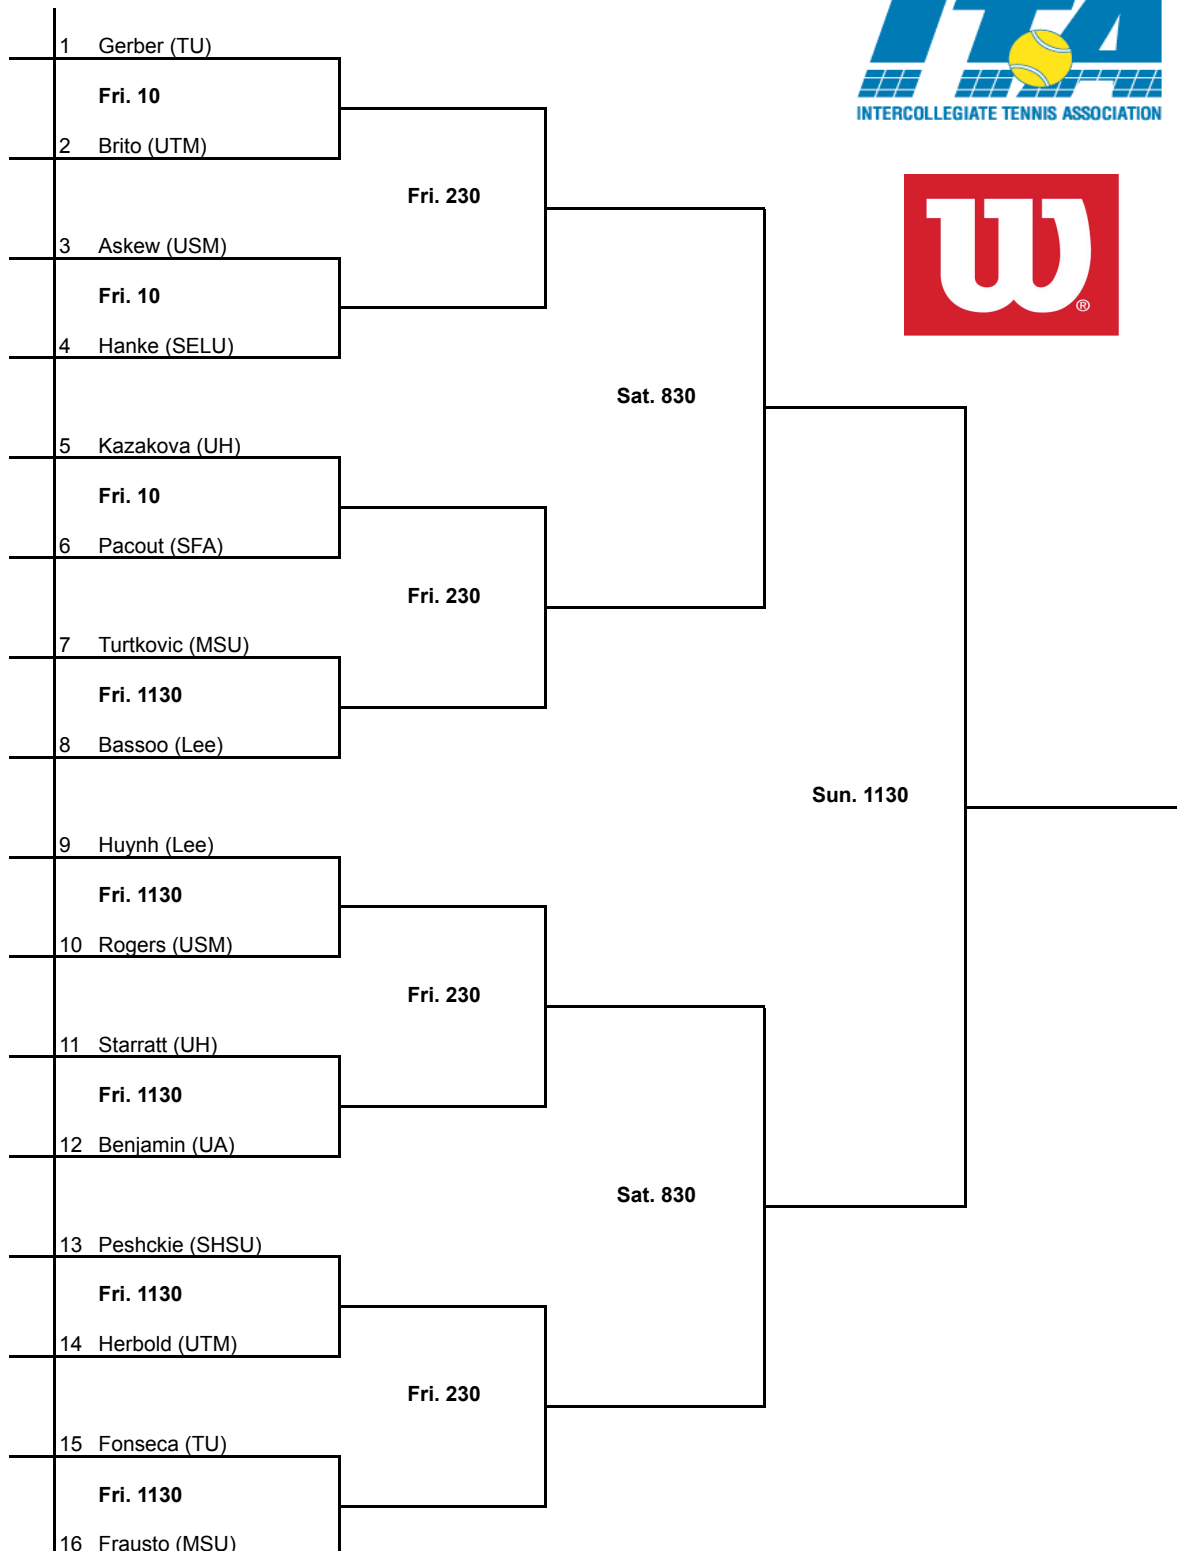 ITA
INTERCOLLEGIATE TENNIS ASSOCIATION
W
®
1 Gerber (TU)
Fri. 10
2 Brito (UTM)
Fri. 230
3 Askew (USM)
Fri. 10
4 Hanke (SELU)
Sat. 830
5 Kazakova (UH)
Fri. 10
6 Pacout (SFA)
Fri. 230
7 Turtkovic (MSU)
Fri. 1130
8 Bassoo (Lee)
Sun. 1130
9 Huynh (Lee)
Fri. 1130
10 Rogers (USM)
Fri. 230
11 Starratt (UH)
Fri. 1130
12 Benjamin (UA)
Sat. 830
13 Peshckie (SHSU)
Fri. 1130
14 Herbold (UTM)
Fri. 230
15 Fonseca (TU)
Fri. 1130
16 Frausto (MSU)